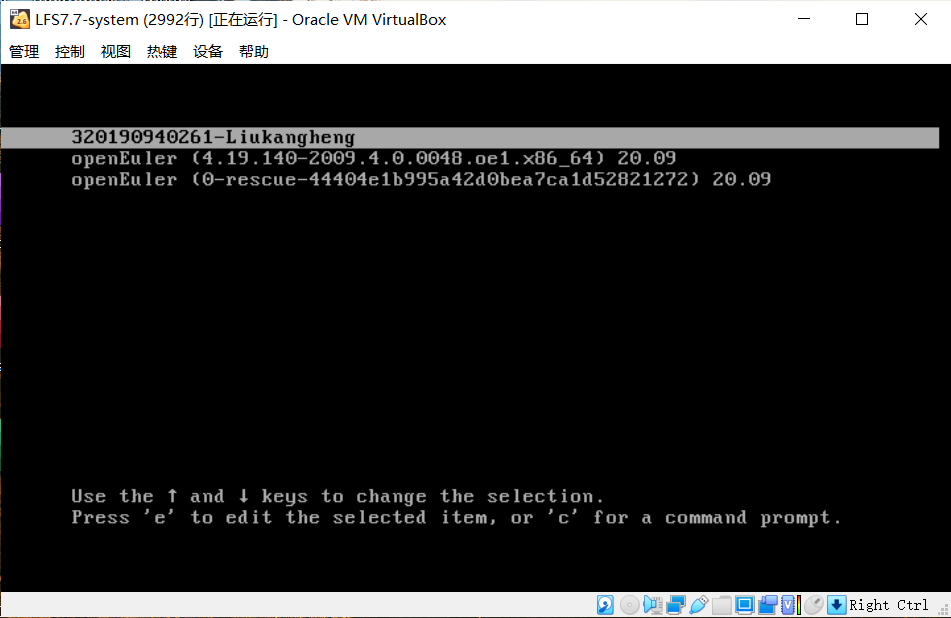 LFS7.7-system (2992行) [正在运行] - Oracle VM VirtualBox
管理 控制 视图 热键 设备 帮助
320190940261-Liukangheng
openEuler (4.19.140-2009.4.0.0048.oe1.x86_64) 20.09
openEuler (0-rescue-44404e1b995a42d0bea7ca1d52821272) 20.09
Use the ↑ and ↓ keys to change the selection.
Press 'e' to edit the selected item, or 'c' for a command prompt.
Right Ctrl